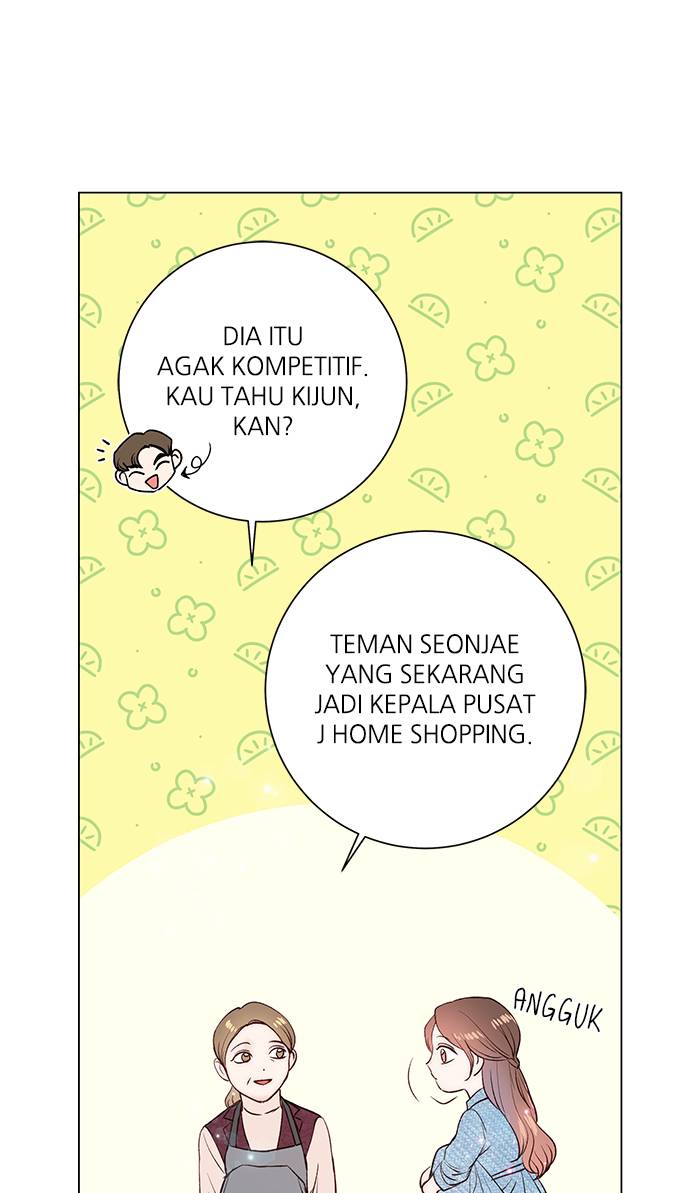 DIA ITU
AGAK KOMPETITIF.
KAU TAHU KIJUN,
KAN?
TEMAN SEONJAE
YANG SEKARANG
JADI KEPALA PUSAT
J HOME SHOPPING.
ANGGUK